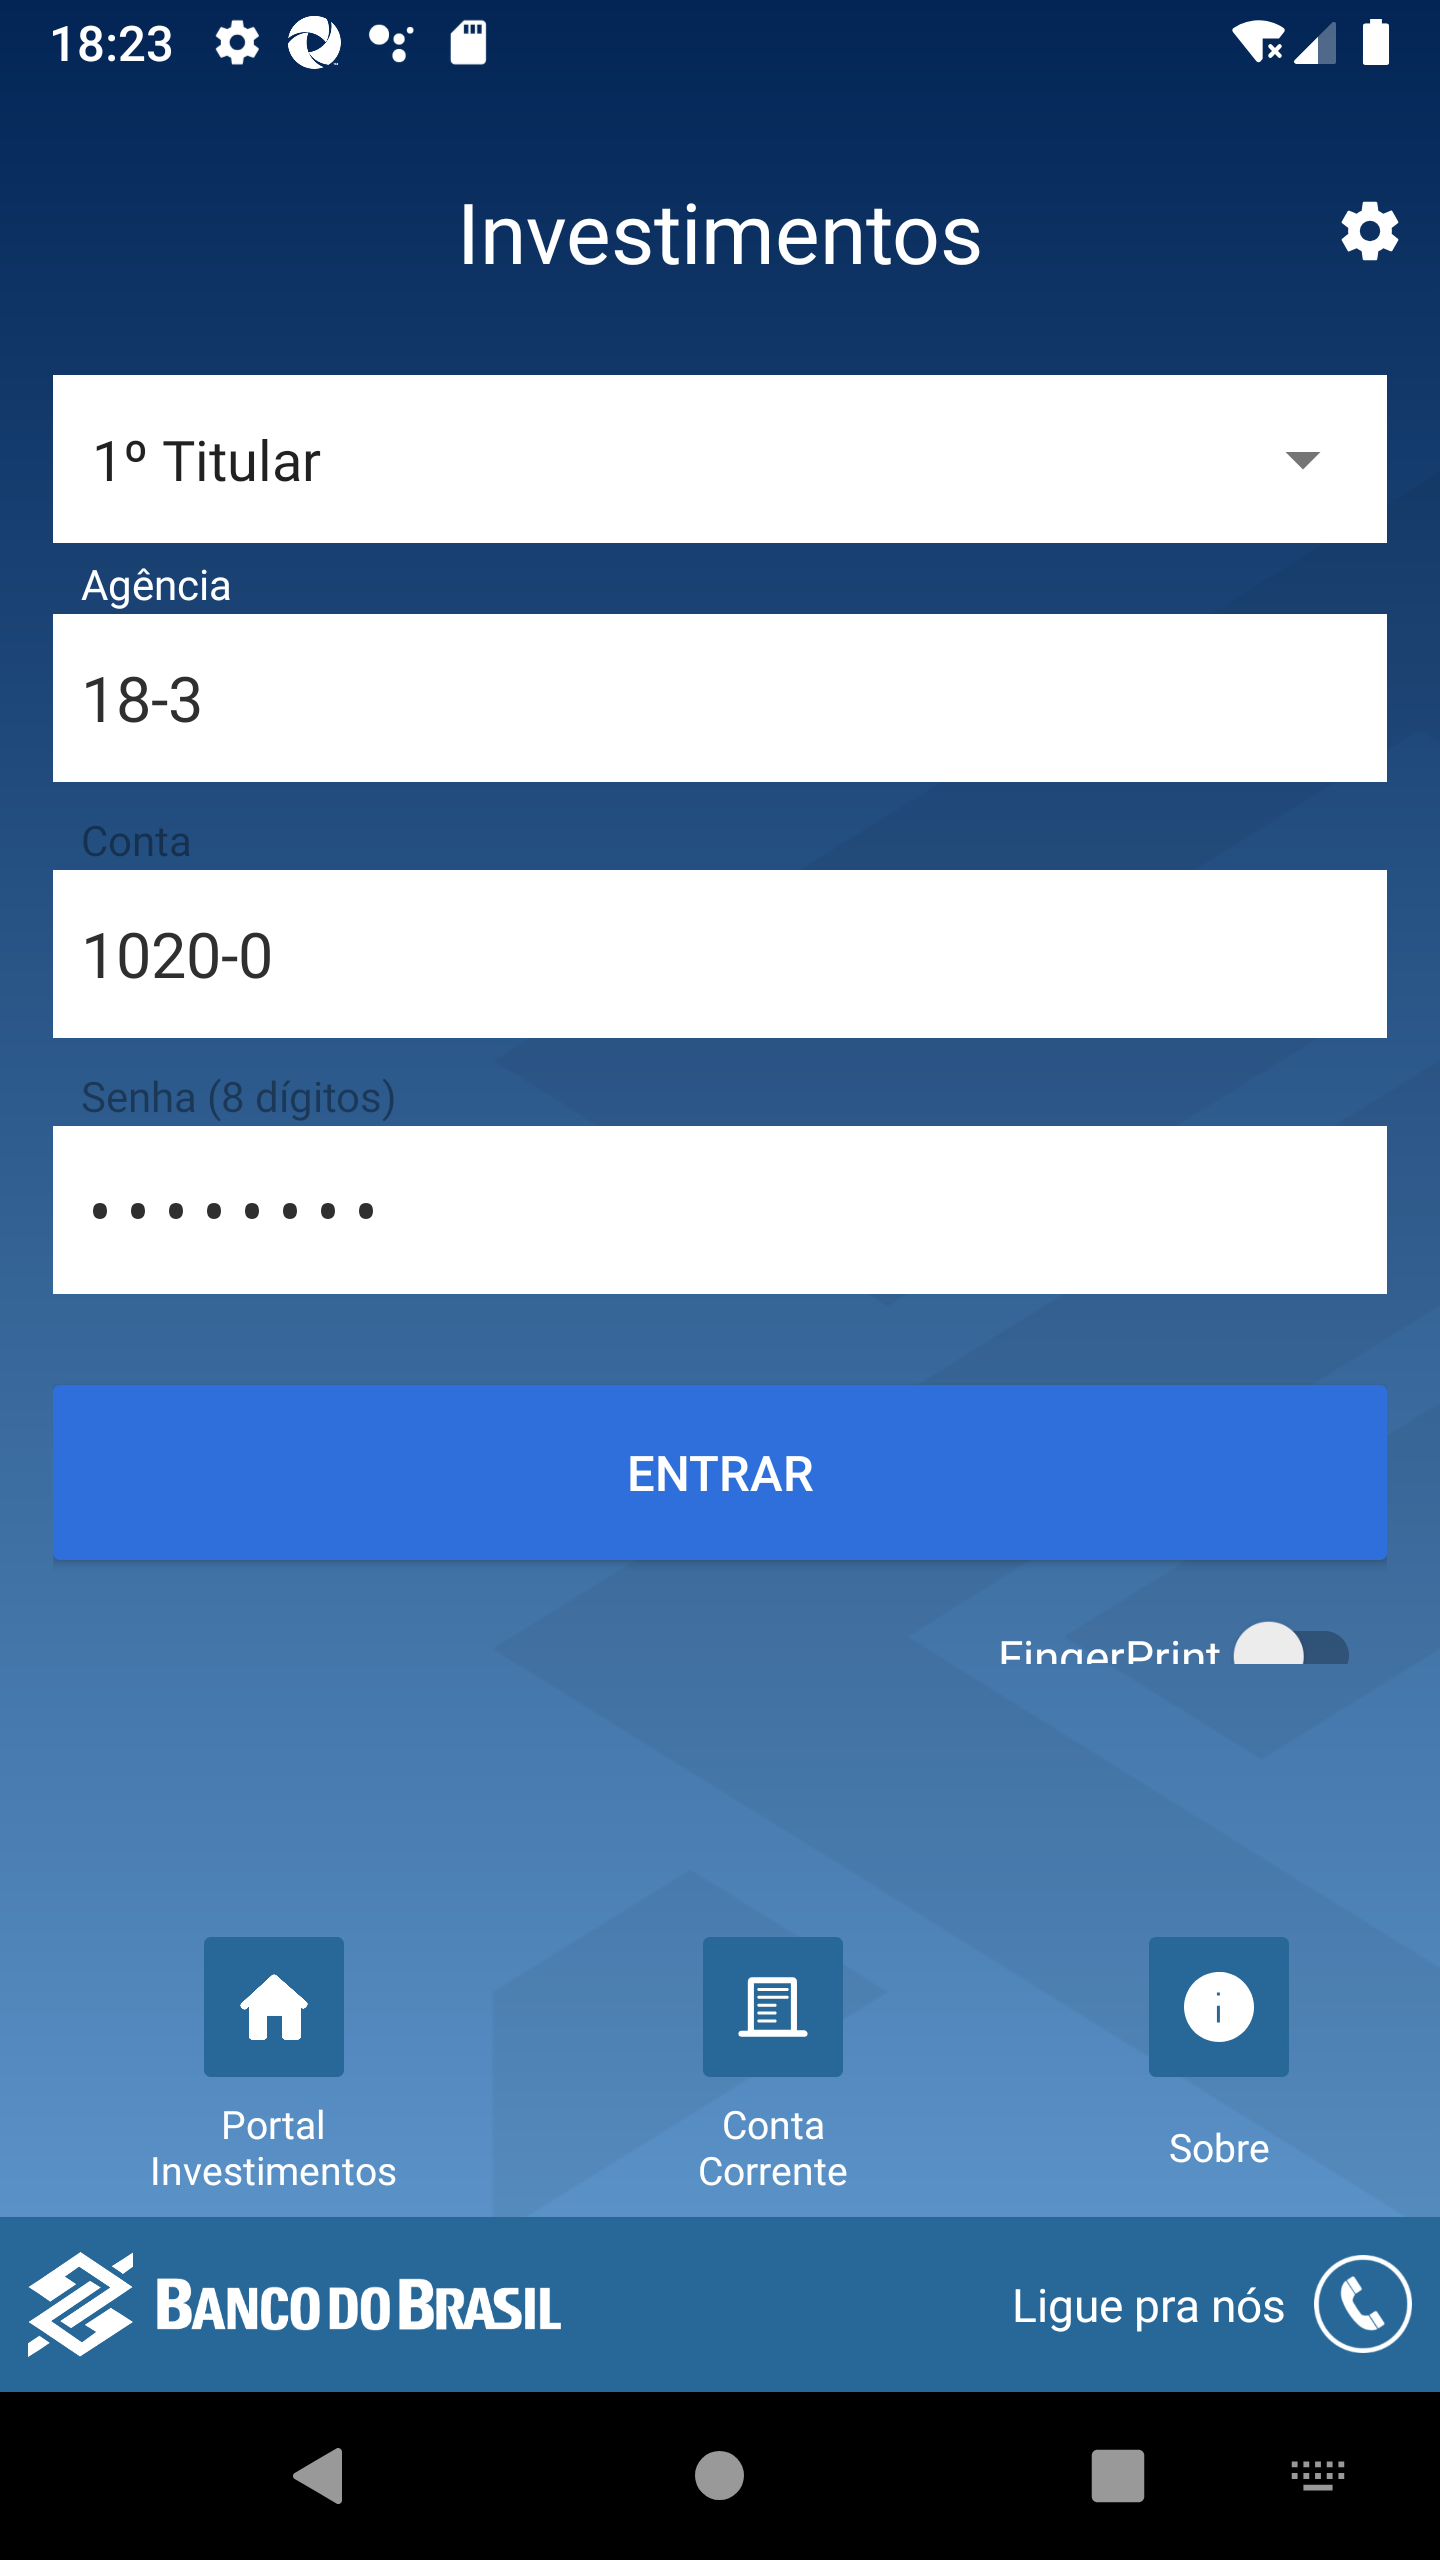 18:23
Investimentos
1º Titular
Agência
18-3
Conta
1020-0
Senha (8 dígitos)
••••••••
ENTRAR
FingerPrint
Portal
Investimentos
Conta
Corrente
Sobre
BANCO DO BRASIL
Ligue pra nós